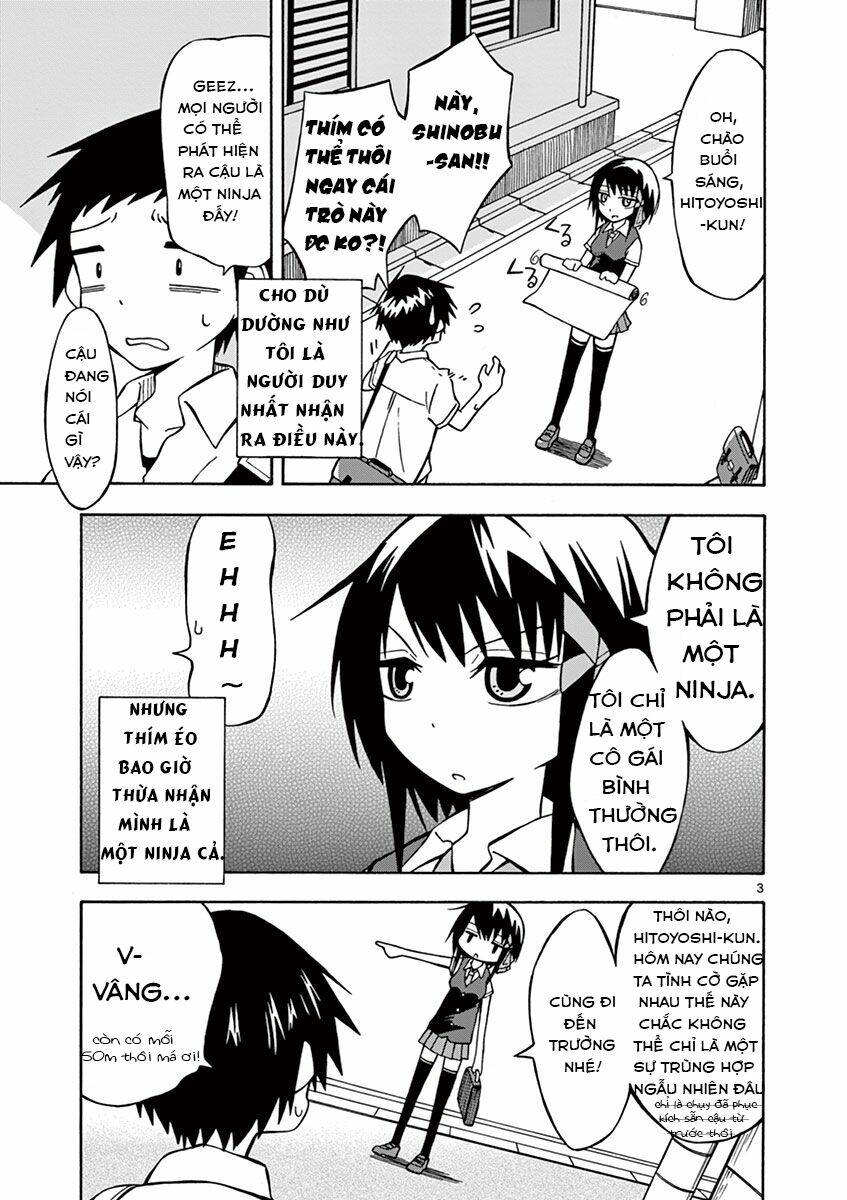 OH,
CHÀO
BUỔI
SÁNG,
HITOYOSHI
-KUN!
NÀY,
SHINOBU
-SAN!!
THÍM CÓ
THỂ THÔI
NGAY CÁI
TRÒ NÀY
ĐC KO?!
くる
くる
GEEZ...
MỌI NGƯỜI
CÓ THỂ
PHÁT HIỆN
RA CẬU LÀ
MỘT NINJA
ĐẤY!
CHO DÙ
DƯỜNG NHƯ
TÔI LÀ
NGƯỜI DUY
NHẤT NHẬN
RA ĐIỀU NÀY.
CẬU
ĐANG
NÓI
CÁI
GÌ
VẬY?
TÔI
KHÔNG
PHẢI LÀ
MỘT
NINJA.
TÔI CHỈ
LÀ MỘT
CÔ GÁI
BÌNH
THƯỜNG
THÔI.
EHHH~
NHƯNG
THÍM ÉO
BAO GIỜ
THỪA NHẬN
MÌNH LÀ
MỘT NINJA CẢ.
3
THÔI NÀO,
HITOYOSHI-KUN.
HÔM NAY CHÚNG
TA TÌNH CỜ GẶP
NHAU THẾ NÀY
CHẮC KHÔNG
THỂ CHỈ LÀ MỘT
SỰ TRÙNG HỢP
NGẪU NHIÊN ĐÂU
chỉ là chụy đã phục
kích sẵn cậu từ
trước thôi
CÙNG ĐI
ĐẾN
TRƯỜNG
NHÉ!
V-
VÂNG...
còn có mỗi
50m thôi má ơi!